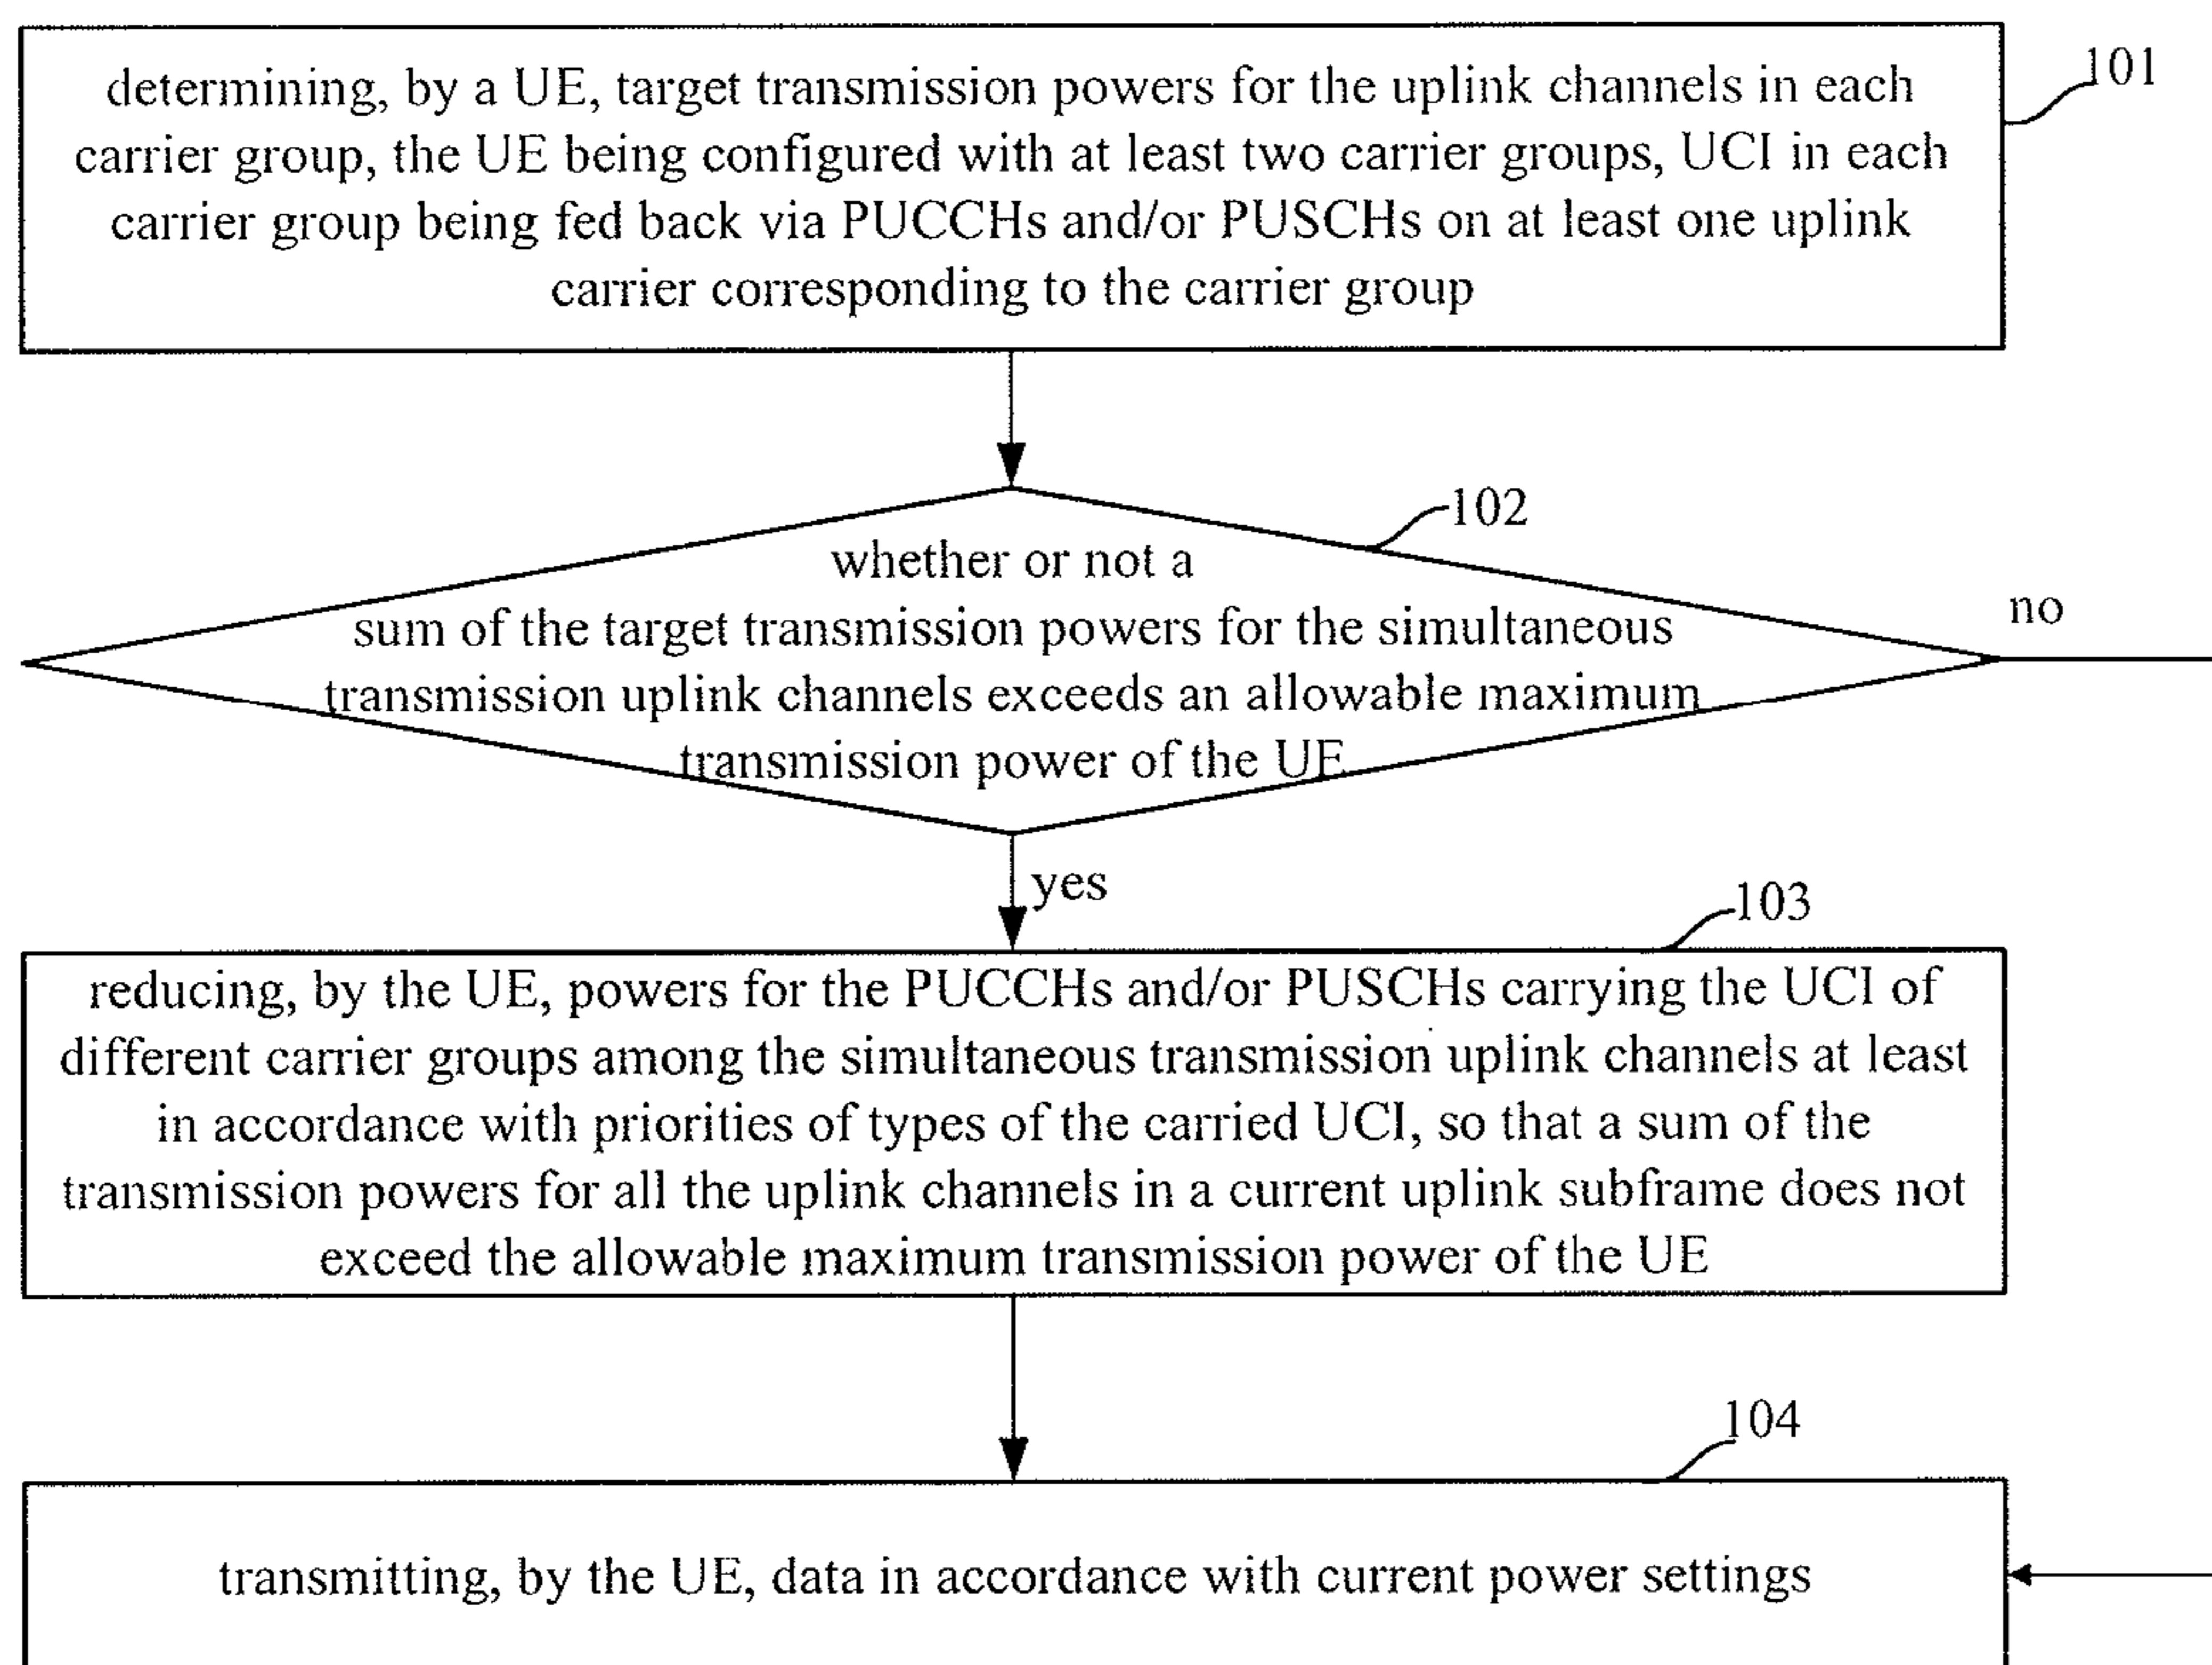 determining, by a UE, target transmission powers for the uplink channels in each
carrier group, the UE being configured with at least two carrier groups, UCI in each
carrier group being fed back via PUCCHs and/or PUSCHs on at least one uplink
carrier corresponding to the carrier group
101
102
whether or not a
sum of the target transmission powers for the simultaneous
transmission uplink channels exceeds an allowable maximum
transmission power of the UE
no
yes
103
reducing, by the UE, powers for the PUCCHs and/or PUSCHs carrying the UCI of
different carrier groups among the simultaneous transmission uplink channels at least
in accordance with priorities of types of the carried UCI, so that a sum of the
transmission powers for all the uplink channels in a current uplink subframe does not
exceed the allowable maximum transmission power of the UE
104
transmitting, by the UE, data in accordance with current power settings